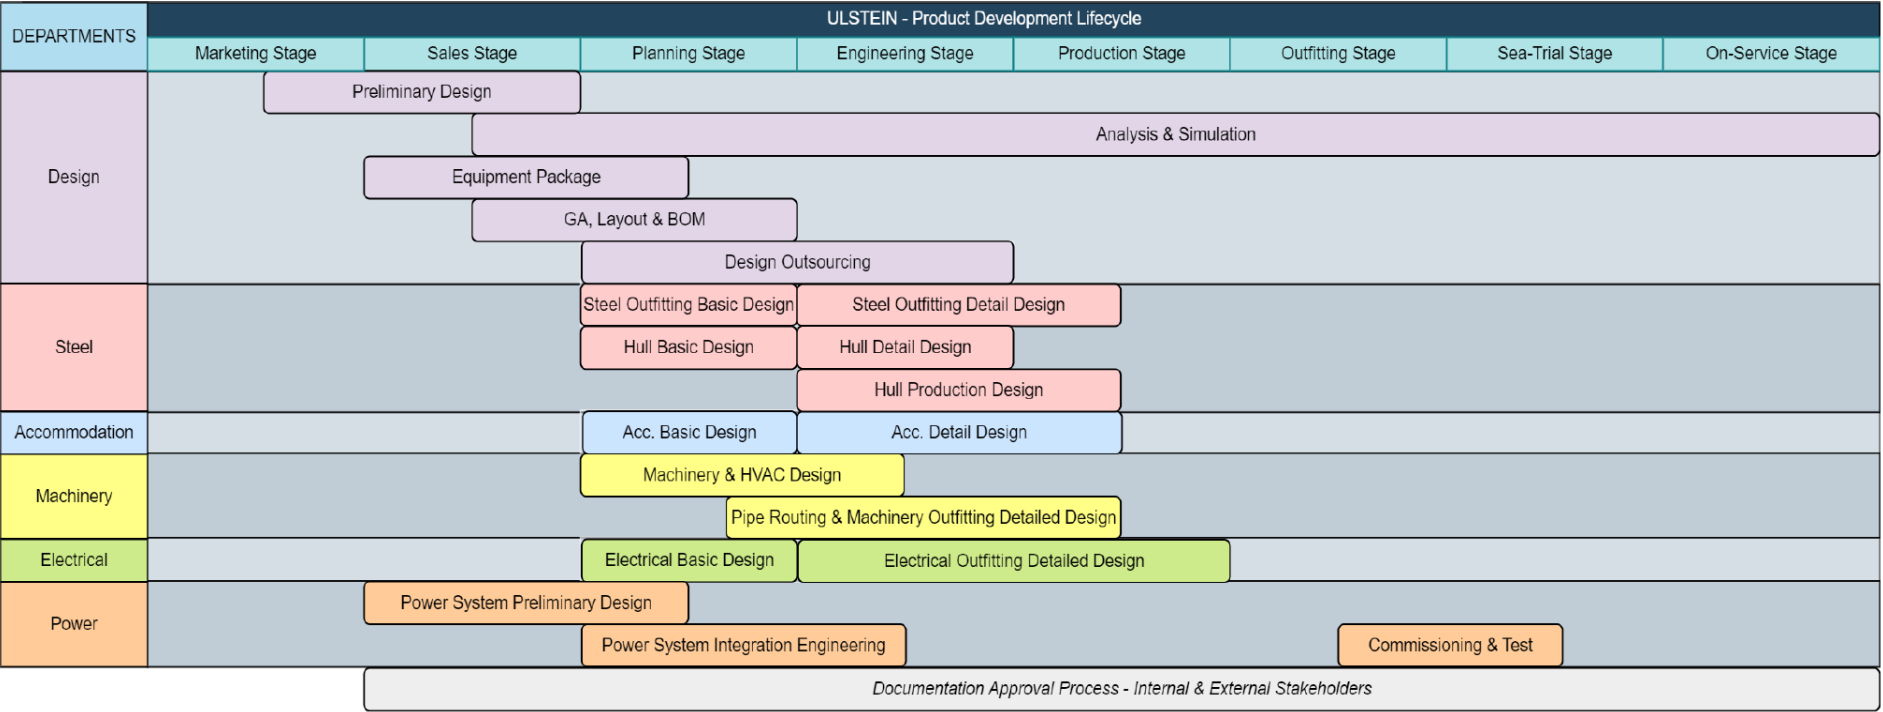 DEPARTMENTS
ULSTEIN - Product Development Lifecycle
Marketing Stage
Sales Stage
Planning Stage
Engineering Stage
Production Stage
Outfitting Stage
Sea-Trial Stage
On-Service Stage
Design
Preliminary Design
Analysis & Simulation
Equipment Package
GA, Layout & BOM
Design Outsourcing
Steel
Steel Outfitting Basic Design
Steel Outfitting Detail Design
Hull Basic Design
Hull Detail Design
Hull Production Design
Accommodation
Acc. Basic Design
Acc. Detail Design
Machinery
Machinery & HVAC Design
Pipe Routing & Machinery Outfitting Detailed Design
Electrical
Electrical Basic Design
Electrical Outfitting Detailed Design
Power
Power System Preliminary Design
Power System Integration Engineering
Commissioning & Test
Documentation Approval Process - Internal & External Stakeholders